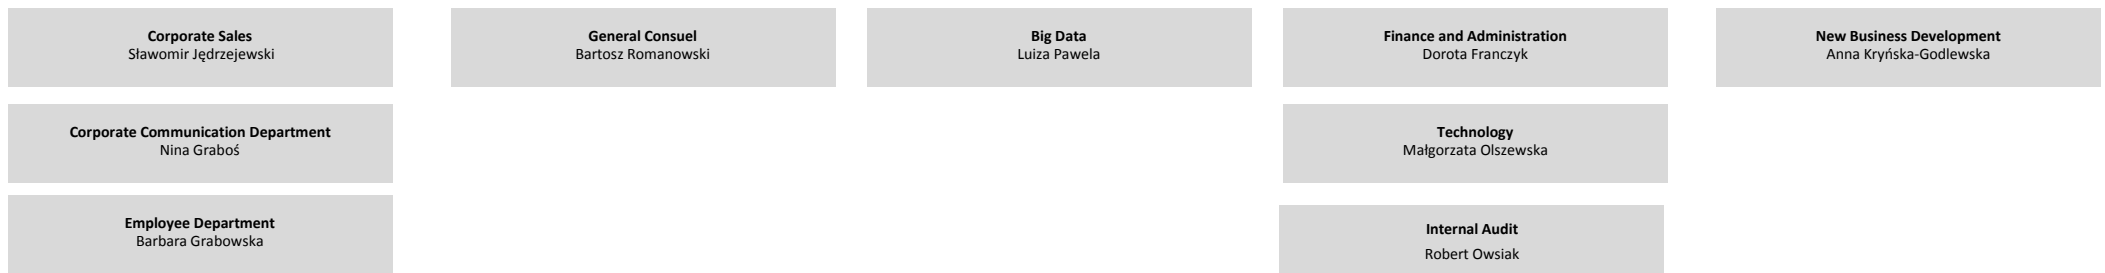 Corporate Sales
Sławomir Jędrzejewski
General Consuel
Bartosz Romanowski
Big Data
Luiza Pawela
Finance and Administration
Dorota Franczyk
New Business Development
Anna Kryńska-Godlewska
Corporate Communication Department
Nina Graboś
Technology
Małgorzata Olszewska
Employee Department
Barbara Grabowska
Internal Audit
Robert Owsiak